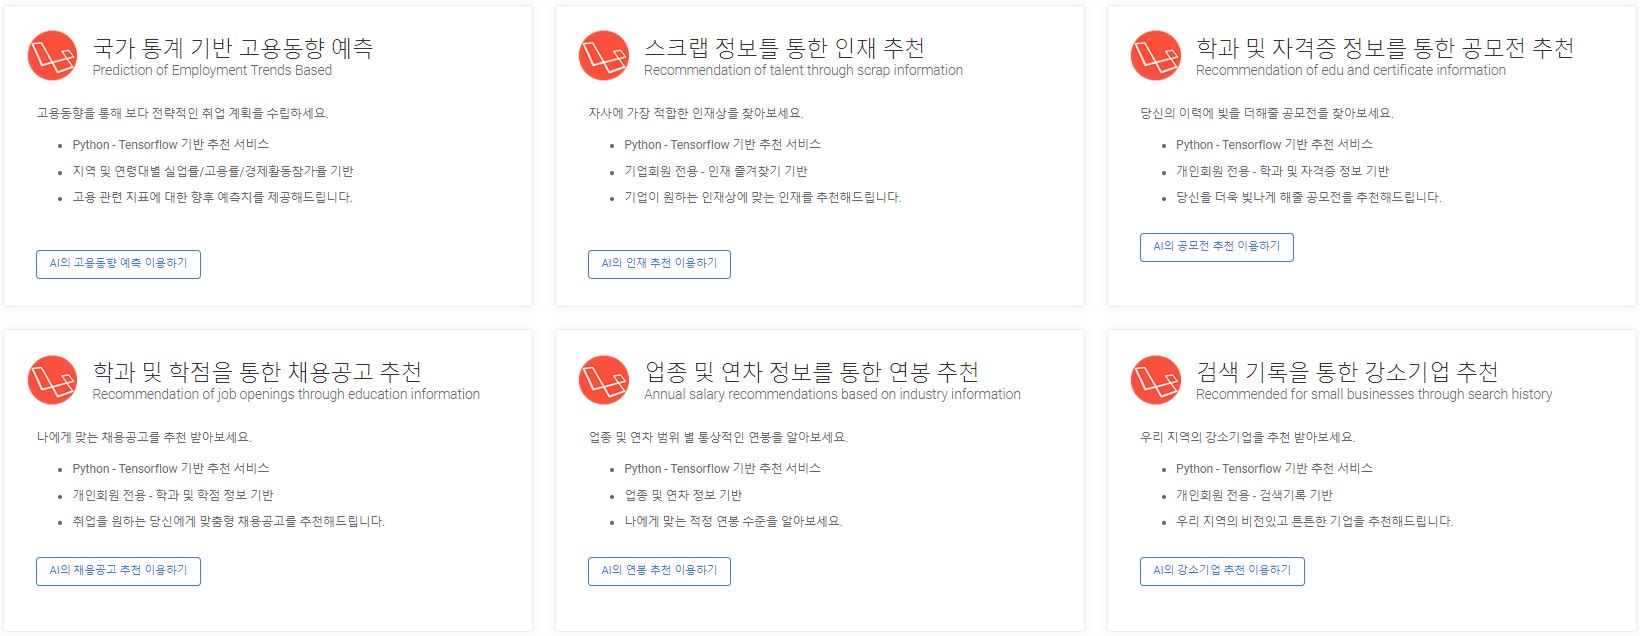 국가 통계 기반 고용동향 예측
Prediction of Employment Trends Based
고용동향을 통해 보다 전략적인 취업 계획을 수립하세요.
Python - Tensorflow 기반 추천 서비스
지역 및 연령대별 실업률/고용률/경제활동참가율 기반
고용 관련 지표에 대한 향후 예측치를 제공해드립니다.
AI의 고용동향 예측 이용하기
스크랩 정보틀 통한 인재 추천
Recommendation of talent through scrap information
자사에 가장 적합한 인재상을 찾아보세요.
Python - Tensorflow 기반 추천 서비스
기업회원 전용 - 인재 즐겨찾기 기반
기업이 원하는 인재상에 맞는 인재를 추천해드립니다.
AI의 인재 추천 이용하기
학과 및 자격증 정보를 통한 공모전 추천
Recommendation of edu and certificate information
당신의 이력에 빛을 더해줄 공모전을 찾아보세요.
Python - Tensorflow 기반 추천 서비스
개인회원 전용 - 학과 및 자격증 정보 기반
당신을 더욱 빛나게 해줄 공모전을 추천해드립니다.
AI의 공모전 추천 이용하기
학과 및 학점을 통한 채용공고 추천
Recommendation of job openings through education information
나에게 맞는 채용공고를 추천 받아보세요.
Python - Tensorflow 기반 추천 서비스
개인회원 전용 - 학과 및 학점 정보 기반
취업을 원하는 당신에게 맞춤형 채용공고를 추천해드립니다.
AI의 채용공고 추천 이용하기
업종 및 연차 정보를 통한 연봉 추천
Annual salary recommendations based on industry information
업종 및 연차 범위 별 통상적인 연봉을 알아보세요.
Python - Tensorflow 기반 추천 서비스
업종 및 연차 정보 기반
나에게 맞는 적정 연봉 수준을 알아보세요.
AI의 연봉 추천 이용하기
검색 기록을 통한 강소기업 추천
Recommended for small businesses through search history
우리 지역의 강소기업을 추천 받아보세요.
Python - Tensorflow 기반 추천 서비스
개인회원 전용 - 검색기록 기반
우리 지역의 비전있고 튼튼한 기업을 추천해드립니다.
AI의 강소기업 추천 이용하기